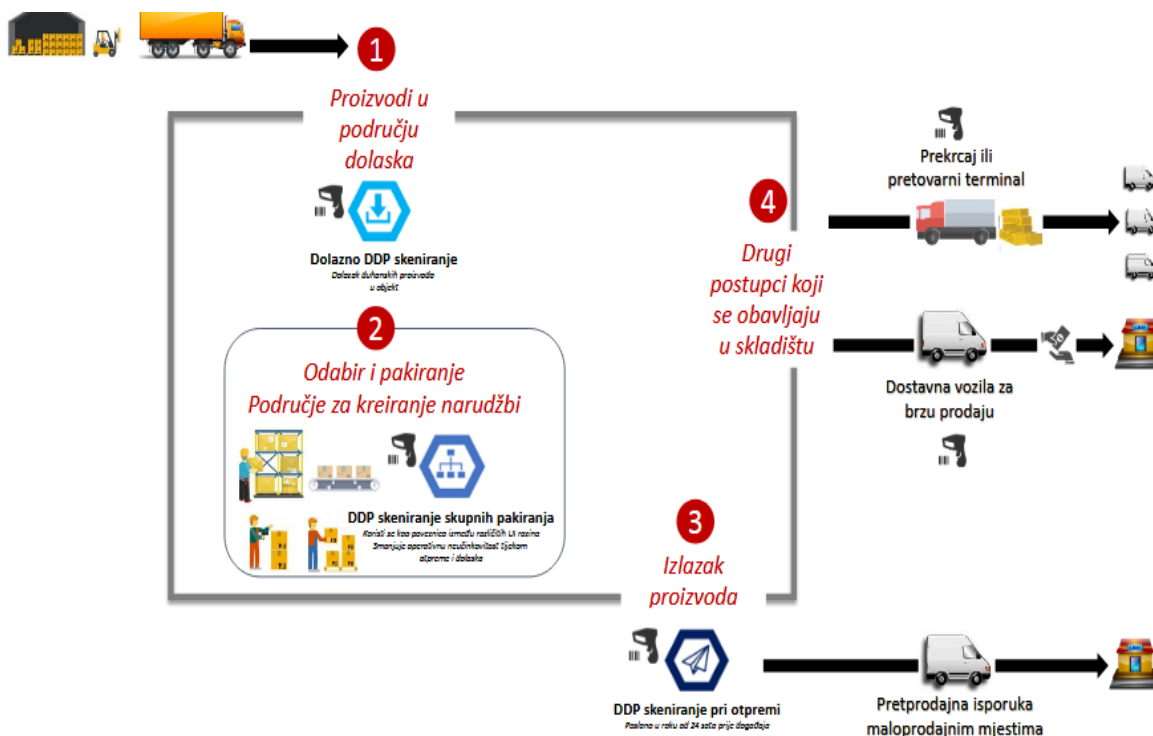 1
Proizvodi u
području
dolaska
Dolazno DDP skeniranje
Dolazak duhanskih proizvoda
u objekt
2
Odabir i pakiranje
Područje za kreiranje narudžbi
DDP skeniranje skupnih pakiranja
Koristi se kao poveznica između različitih UI razina
Smanjuje operativnu neučinkovitost tijekom
otpreme i dolaska
3
Izlazak
proizvoda
DDP skeniranje pri otpremi
Poslano u roku od 24 sata prije događaja
Pretprodajna isporuka
maloprodajnim mjestima
4
Drugi
postupci koji
se obavljaju
u skladištu
Prekrcaj ili
pretovarni terminal
Dostavna vozila za
brzu prodaju